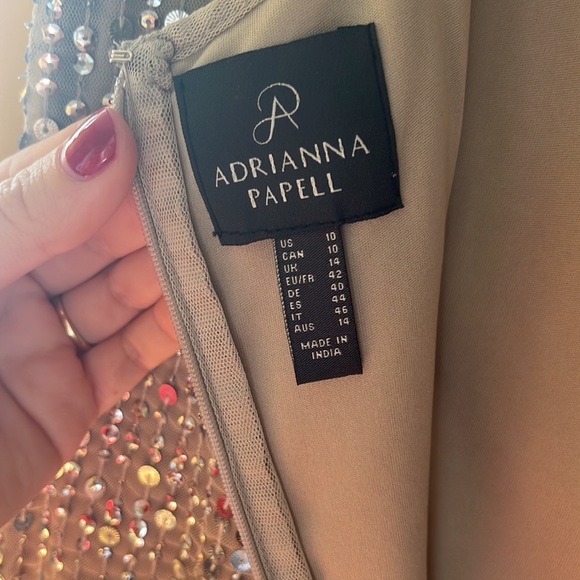 ADRIANNA
PAPELL
US 10
CAN 10
UK 14
EU/FR 42
DE 40
ES 44
IT 46
AUS 14
MADE IN
INDIA